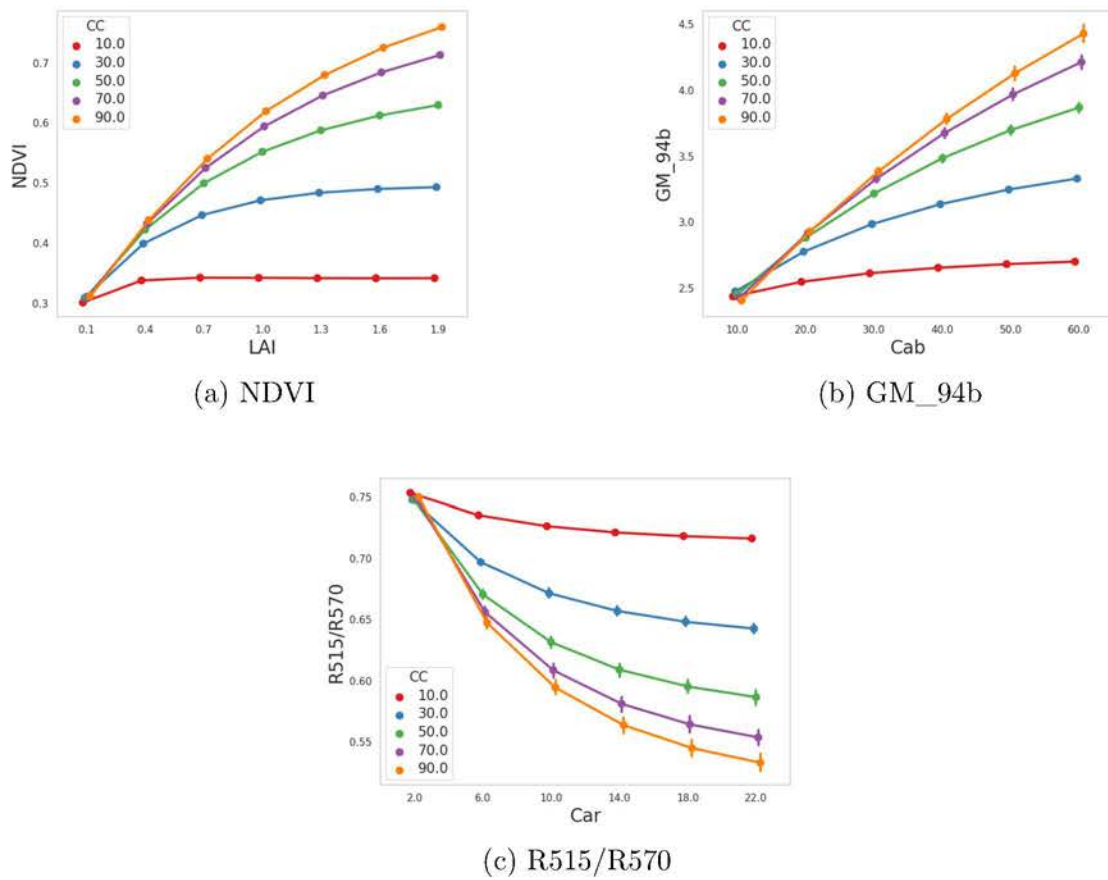 CC
10.0
30.0
50.0
70.0
90.0
NDVI
0.7
0.6
0.5
0.4
0.3
0.1 0.4 0.7 1.0 1.3 1.6 1.9
LAI
(a) NDVI
CC
10.0
30.0
50.0
70.0
90.0
GM_94b
4.5
4.0
3.5
3.0
2.5
10.0 20.0 30.0 40.0 50.0 60.0
Cab
(b) GM_94b
R515/R570
0.75
0.70
0.65
0.60
0.55
CC
10.0
30.0
50.0
70.0
90.0
2.0 6.0 10.0 14.0 18.0 22.0
Car
(c) R515/R570